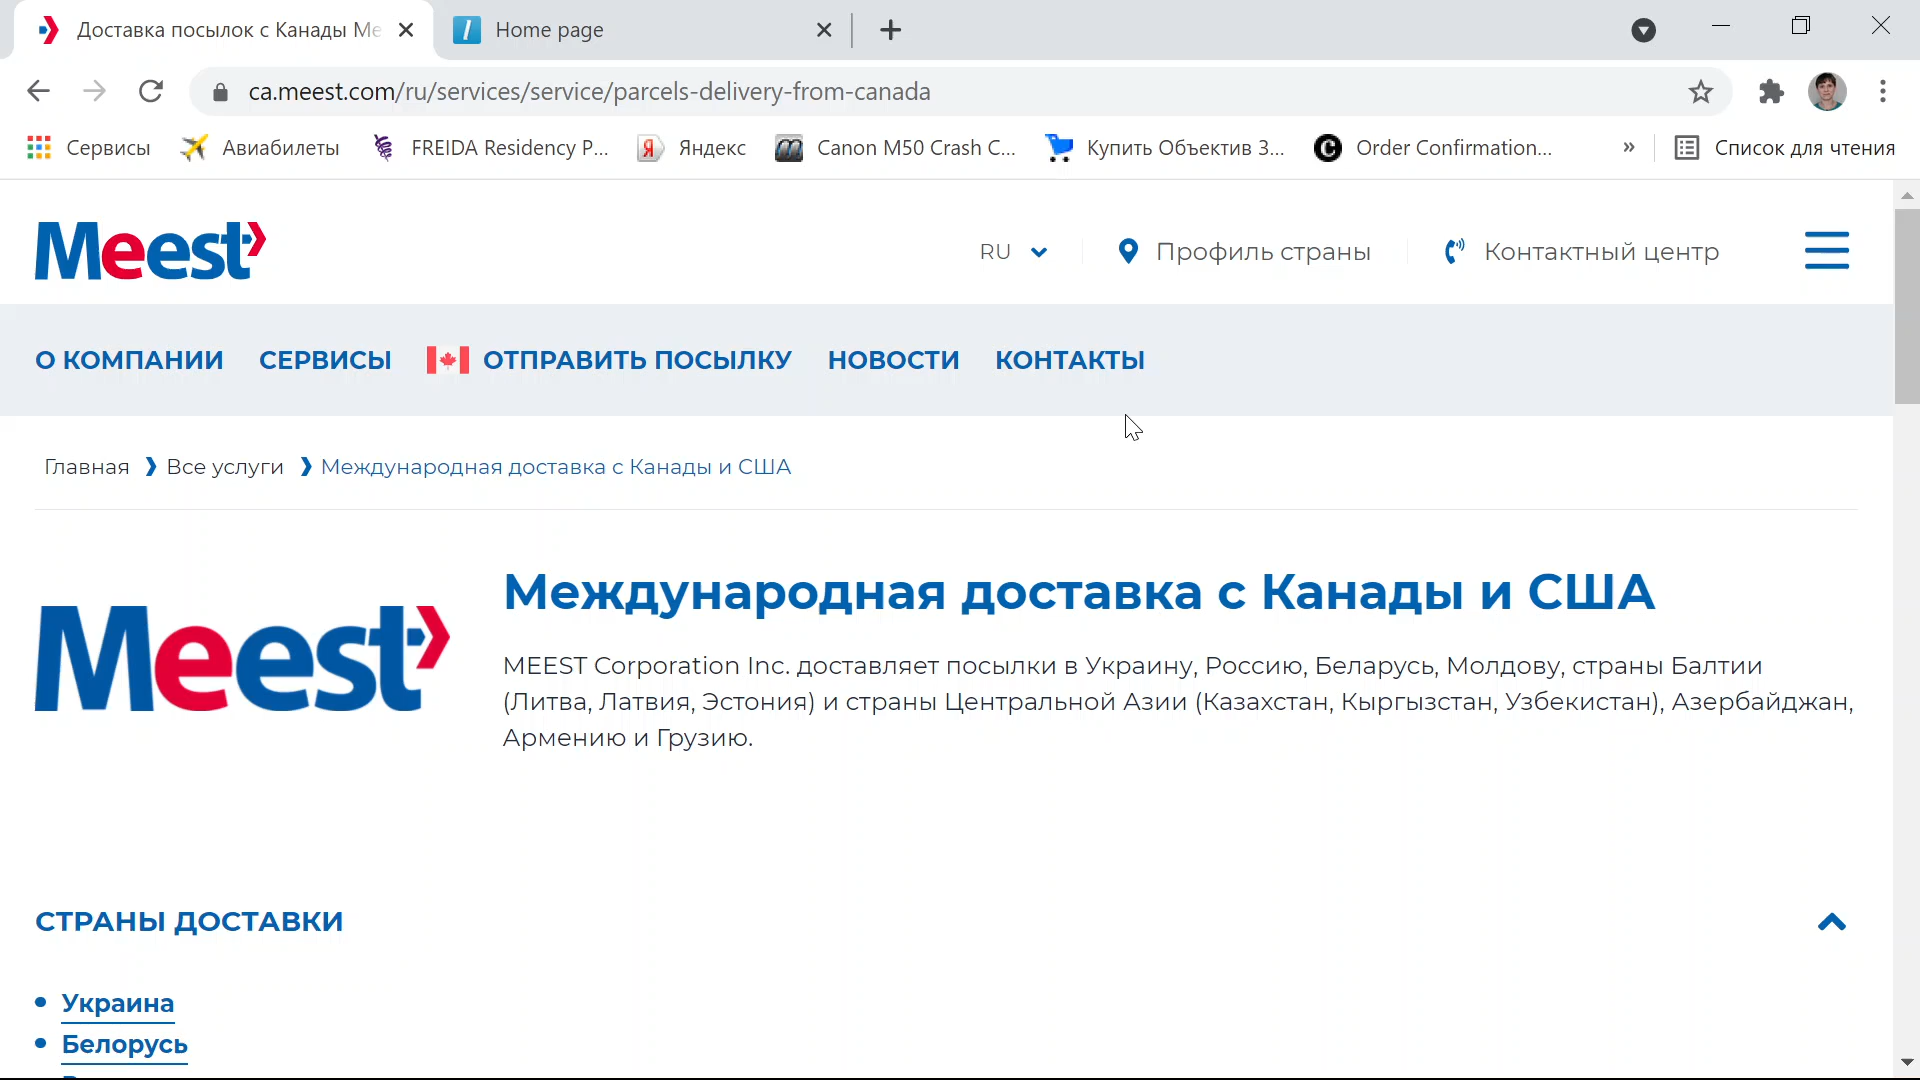 Доставка посылок с Канады Ме
Home page
ca.meest.com/ru/services/service/parcels-delivery-from-canada
Сервисы
Авиабилеты
FREIDA Residency P...
Яндекс
Canon M50 Crash C...
Купить Объектив З...
Order Confirmation...
»
Список для чтения
Meest
RU
Профиль страны
Контактный центр
О КОМПАНИИ
СЕРВИСЫ
ОТПРАВИТЬ ПОСЫЛКУ
НОВОСТИ
КОНТАКТЫ
Главная
Все услуги
Международная доставка с Канады и США
Meest
Международная доставка с Канады и США
MEEST Corporation Inc. доставляет посылки в Украину, Россию, Беларусь, Молдову, страны Балтии
(Литва, Латвия, Эстония) и страны Центральной Азии (Казахстан, Кыргызстан, Узбекистан), Азербайджан,
Армению и Грузию.
СТРАНЫ ДОСТАВКИ
Украина
Белорусь